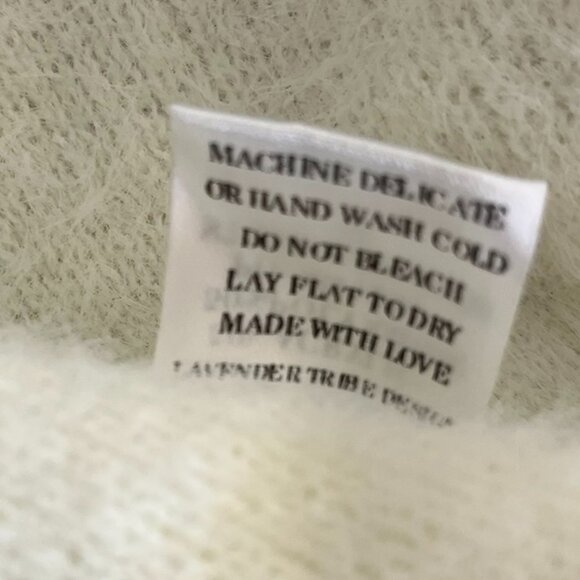 MACHINE DELICATE
OR HAND WASH COLD
DO NOT BLEACH
LAY FLAT TO DRY
MADE WITH LOVE
LAVENDER TRIBE